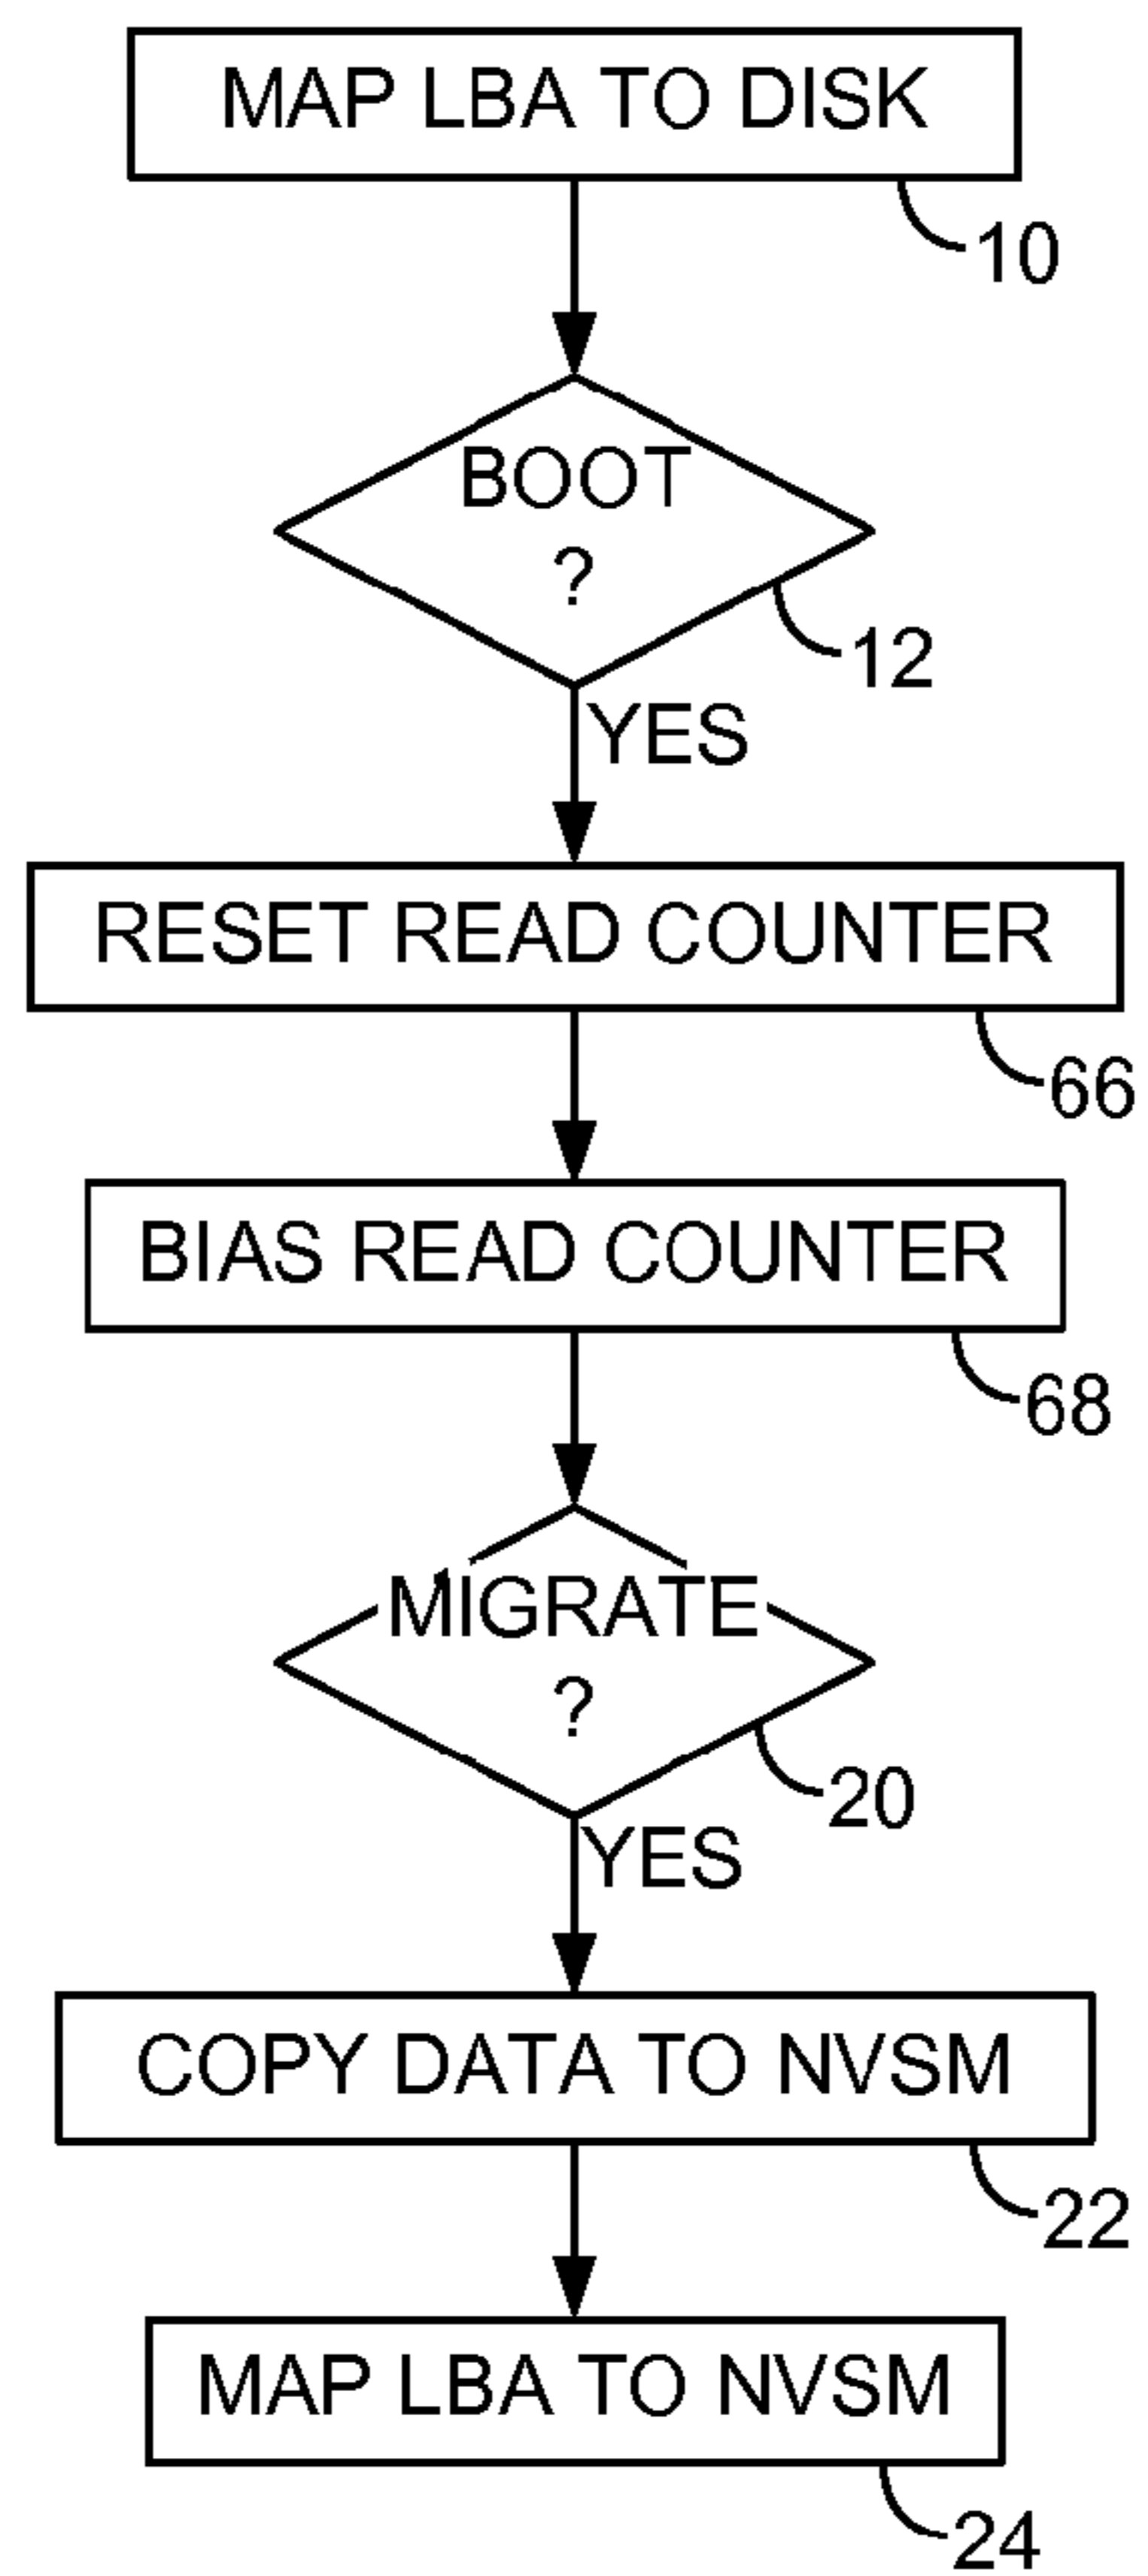 MAP LBA TO DISK
10
BOOT
?
12
YES
RESET READ COUNTER
66
BIAS READ COUNTER
68
MIGRATE
?
20
YES
COPY DATA TO NVSM
22
MAP LBA TO NVSM
24